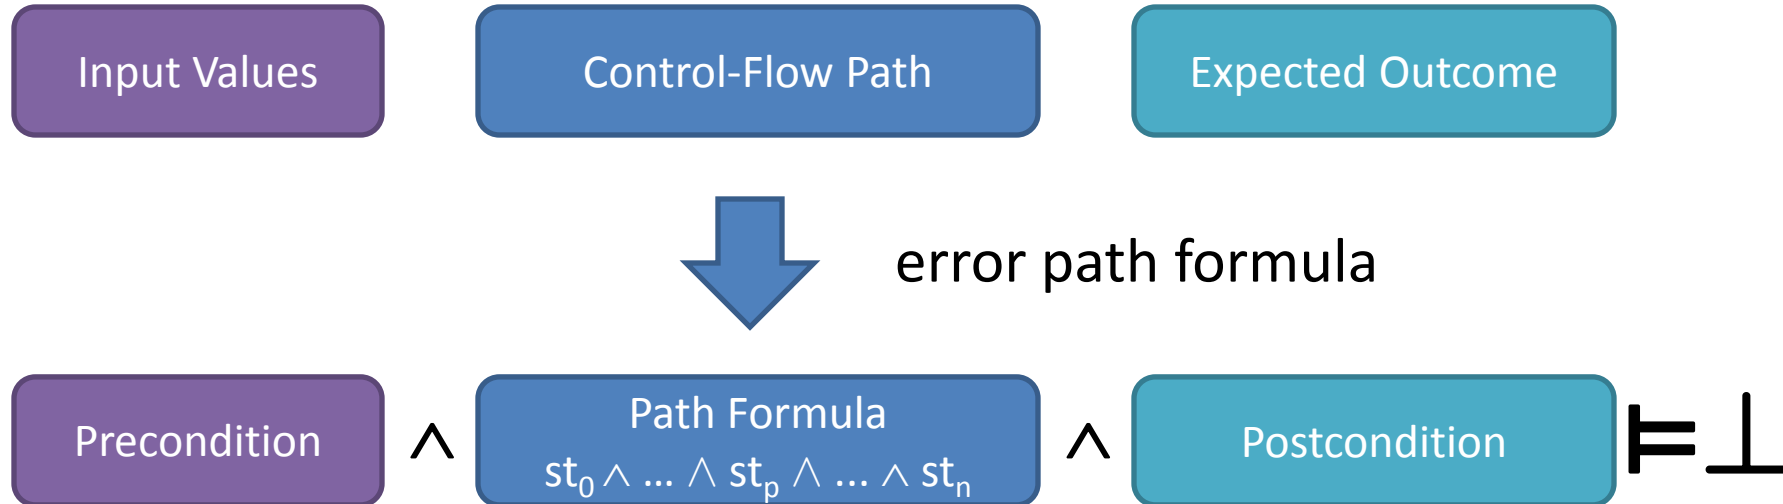 Input Values
Control-Flow Path
Expected Outcome
error path formula
Precondition ∧ Path Formula ∧ Postcondition ⊨ ⊥
st₀ ∧ ... ∧ stₚ ∧ ... ∧ stₙ